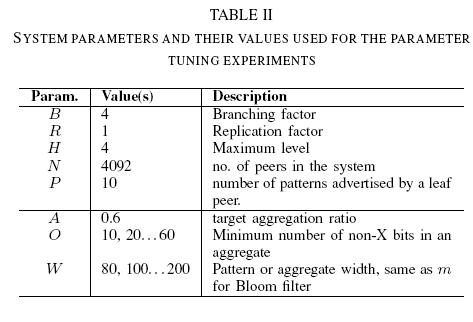 TABLE II
SYSTEM PARAMETERS AND THEIR VALUES USED FOR THE PARAMETER
TUNING EXPERIMENTS
Param. Value(s) Description
B 4 Branching factor
R 1 Replication factor
H 4 Maximum level
N 4092 no. of peers in the system
P 10 number of patterns advertised by a leaf
peer.
A 0.6 target aggregation ratio
O 10, 20...60 Minimum number of non-X bits in an
aggregate
W 80, 100...200 Pattern or aggregate width, same as m
for Bloom filter